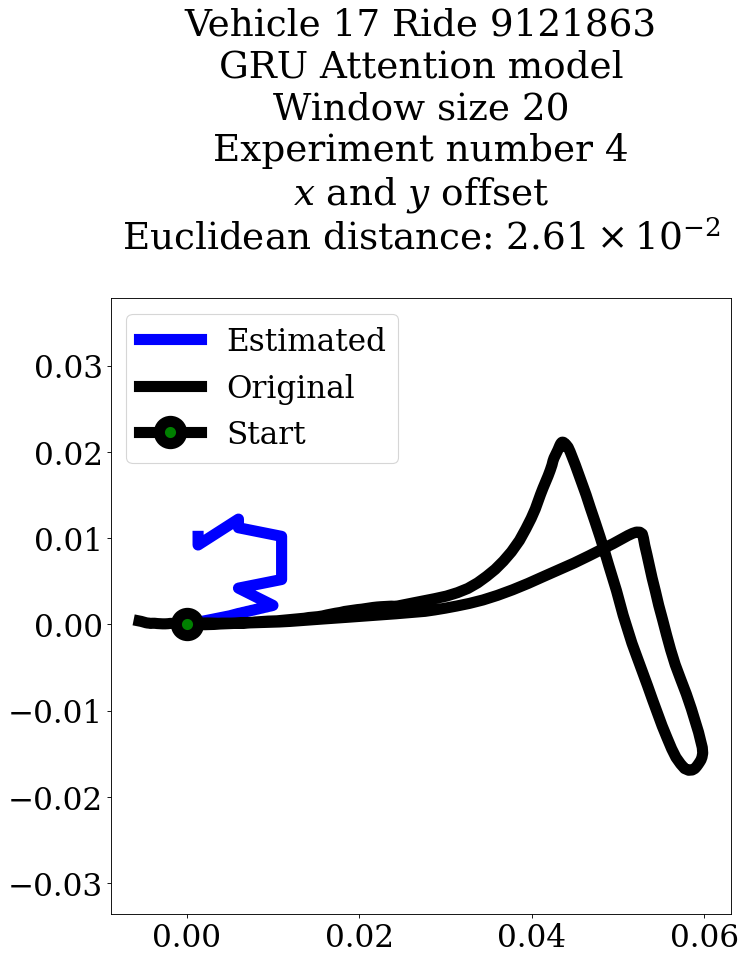 Vehicle 17 Ride 9121863
GRU Attention model
Window size 20
Experiment number 4
x and y offset
Euclidean distance: 2.61 × 10⁻²
Estimated
Original
Start
0.03
0.02
0.01
0.00
−0.01
−0.02
−0.03
0.00 0.02 0.04 0.06